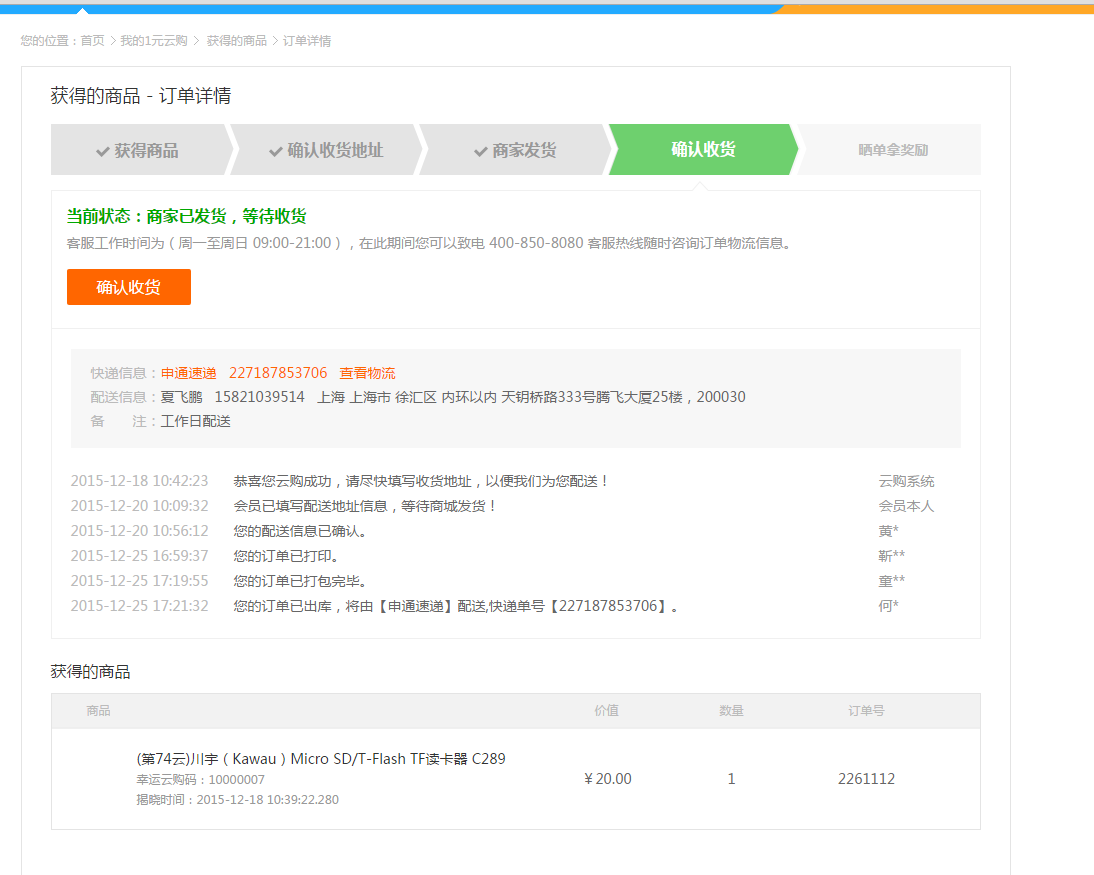 您的位置：首页 > 我的1元云购 > 获得的商品 > 订单详情
获得的商品 - 订单详情
获得商品 确认收货地址 商家发货 确认收货 晒单拿奖励
当前状态：商家已发货，等待收货
客服工作时间为（周一至周日 09:00-21:00），在此期间您可以致电 400-850-8080 客服热线随时咨询订单物流信息。
确认收货
快递信息：申通速递 227187853706 查看物流
配送信息：夏飞鹏 15821039514 上海 上海市 徐汇区 内环以内 天钥桥路333号腾飞大厦25楼，200030
备 注：工作日配送
2015-12-18 10:42:23 恭喜您云购成功，请尽快填写收货地址，以便我们为您配送！ 云购系统
2015-12-20 10:09:32 会员已填写配送地址信息，等待商城发货！ 会员本人
2015-12-20 10:56:12 您的配送信息已确认。 黄*
2015-12-25 16:59:37 您的订单已打印。 靳**
2015-12-25 17:19:55 您的订单已打包完毕。 童**
2015-12-25 17:21:32 您的订单已出库，将由【申通速递】配送,快递单号【227187853706】。 何*
获得的商品
商品 价值 数量 订单号
(第74云)川宇（Kawau）Micro SD/T-Flash TF读卡器 C289
幸运云购码：10000007
￥20.00 1 2261112
揭晓时间：2015-12-18 10:39:22.280